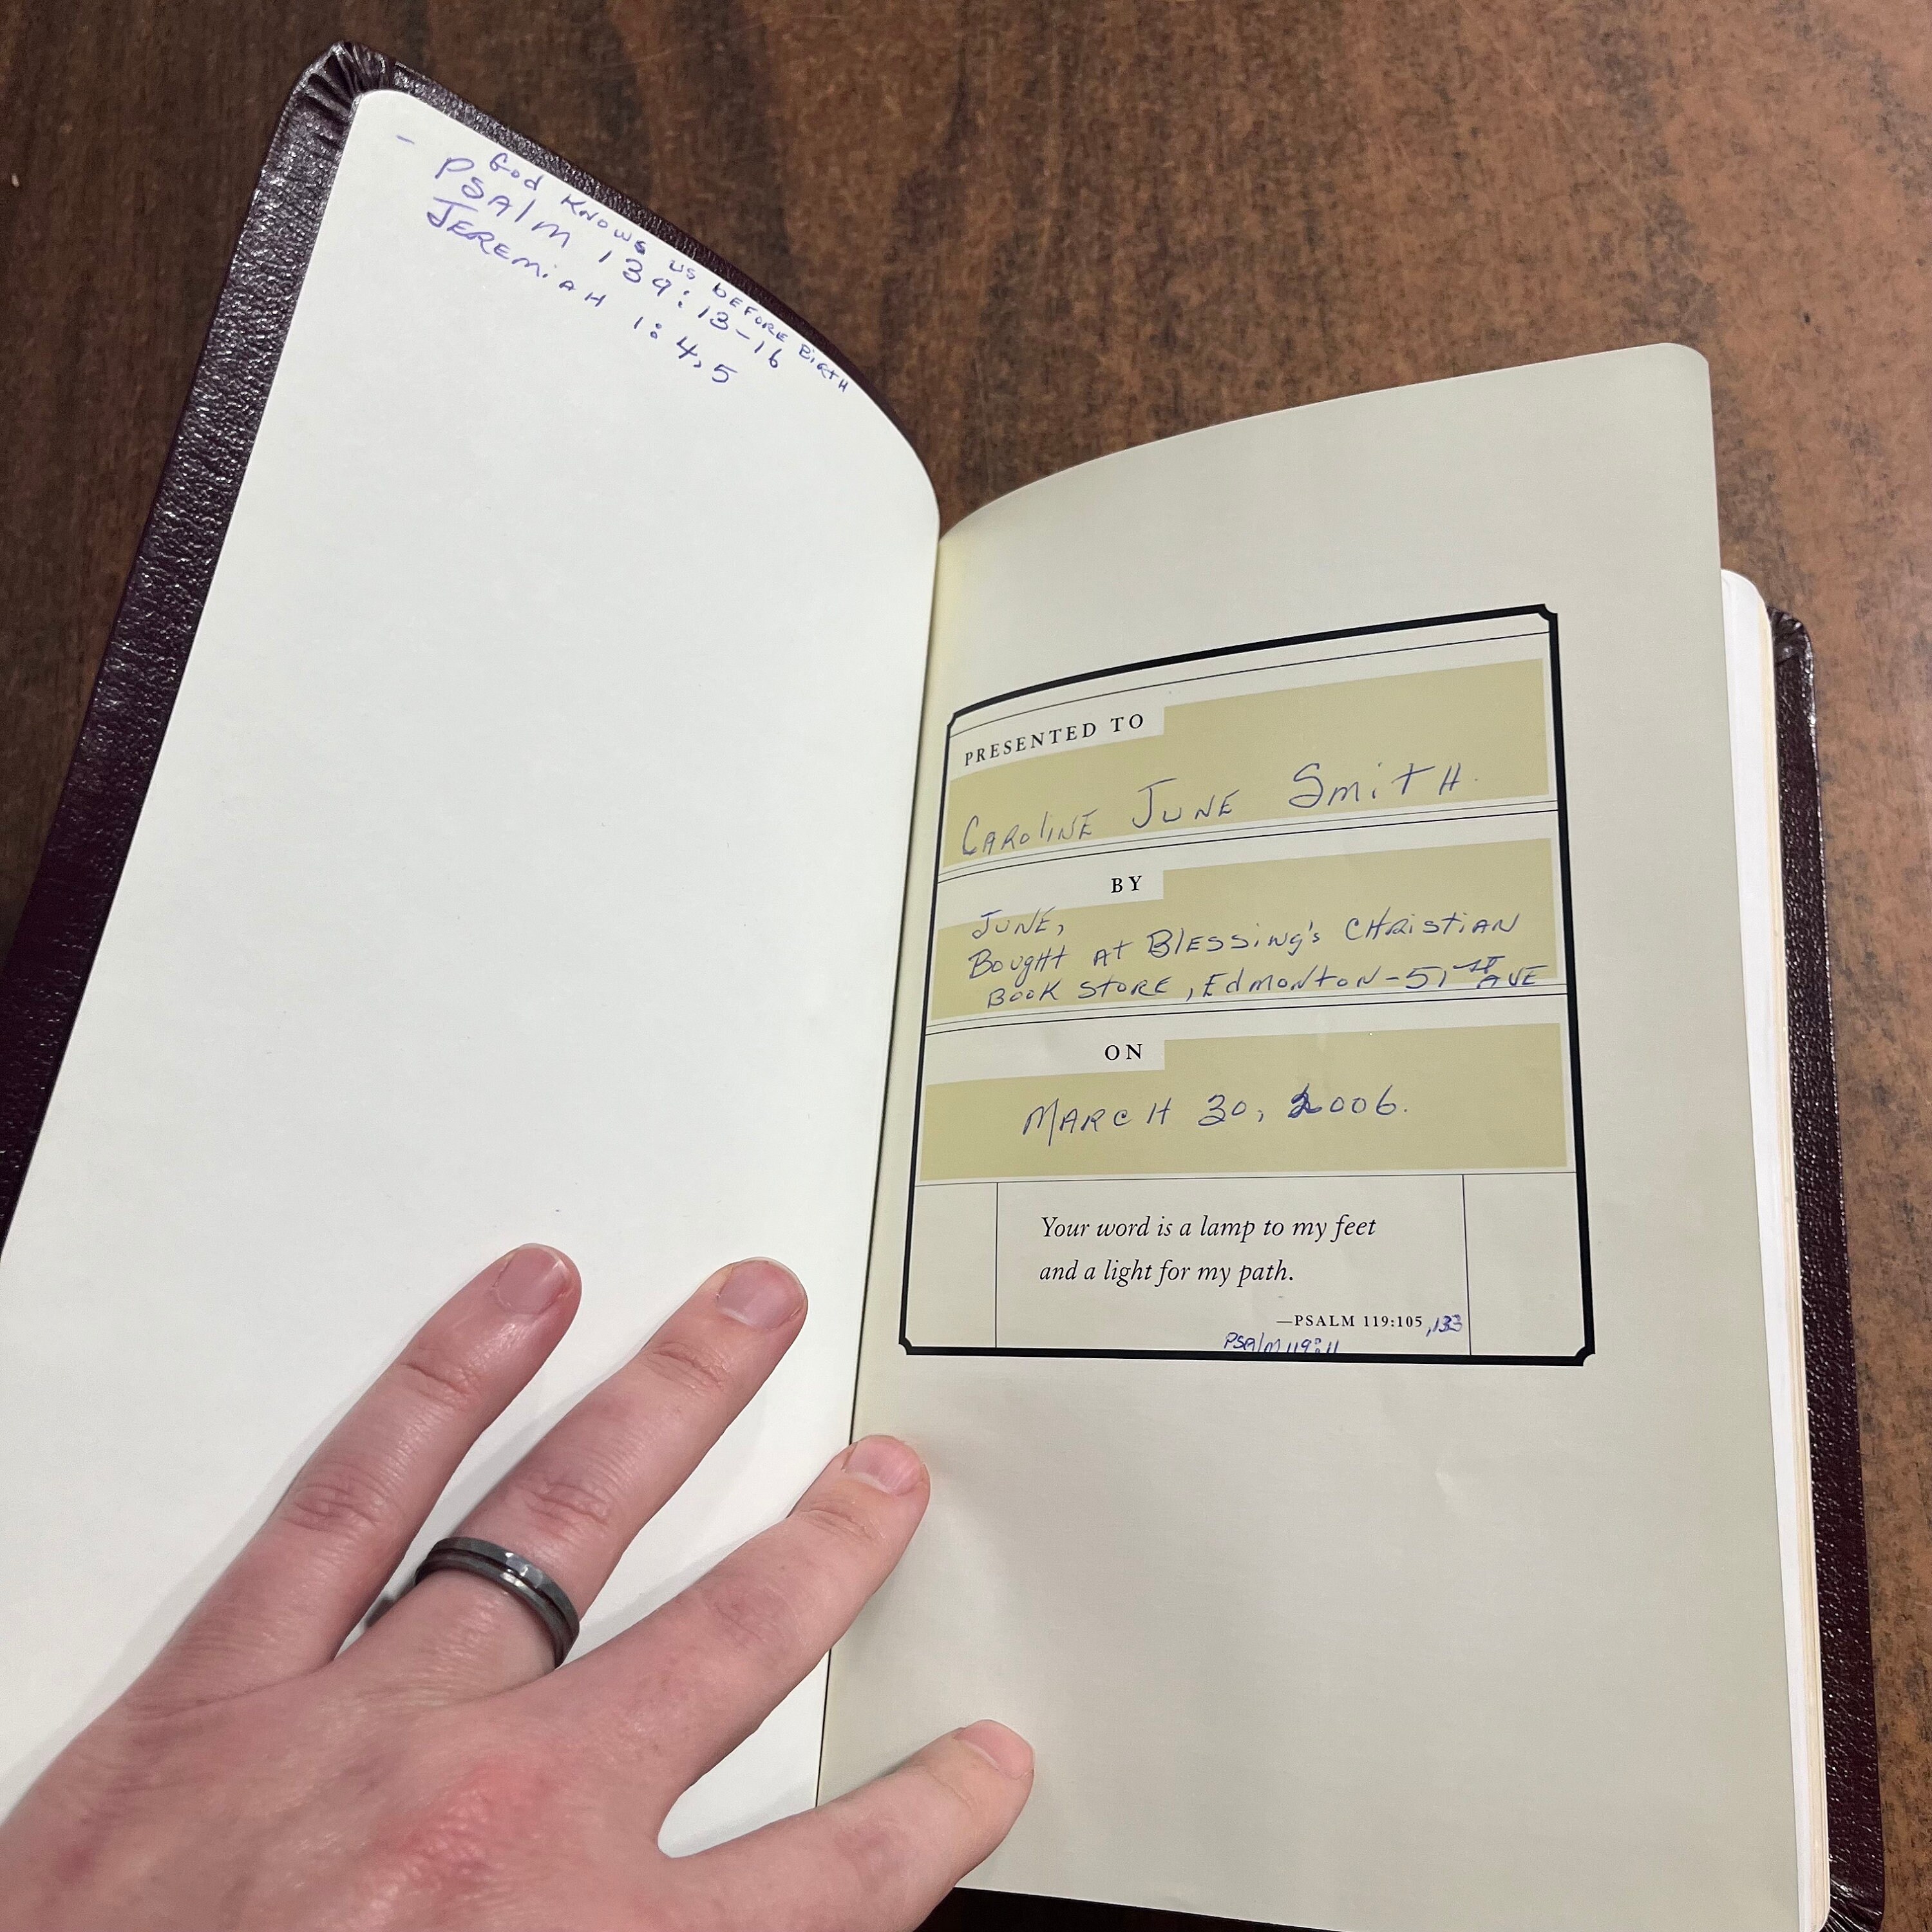 God KNows us bEFORE BiRtH
- PSAlM 139:13-16
JEREMiAH 1:4,5
PRESENTED TO
CAROliNE JUNE SmitH.
BY
JUNE,
BougHt At BlEssiNg's CHRistiAN
BOOK StORE, EdmoNtoN-51st AVE
ON
MARCH 30, 2006.
Your word is a lamp to my feet
and a light for my path.
—PSALM 119:105,133
PSAlM 119:11